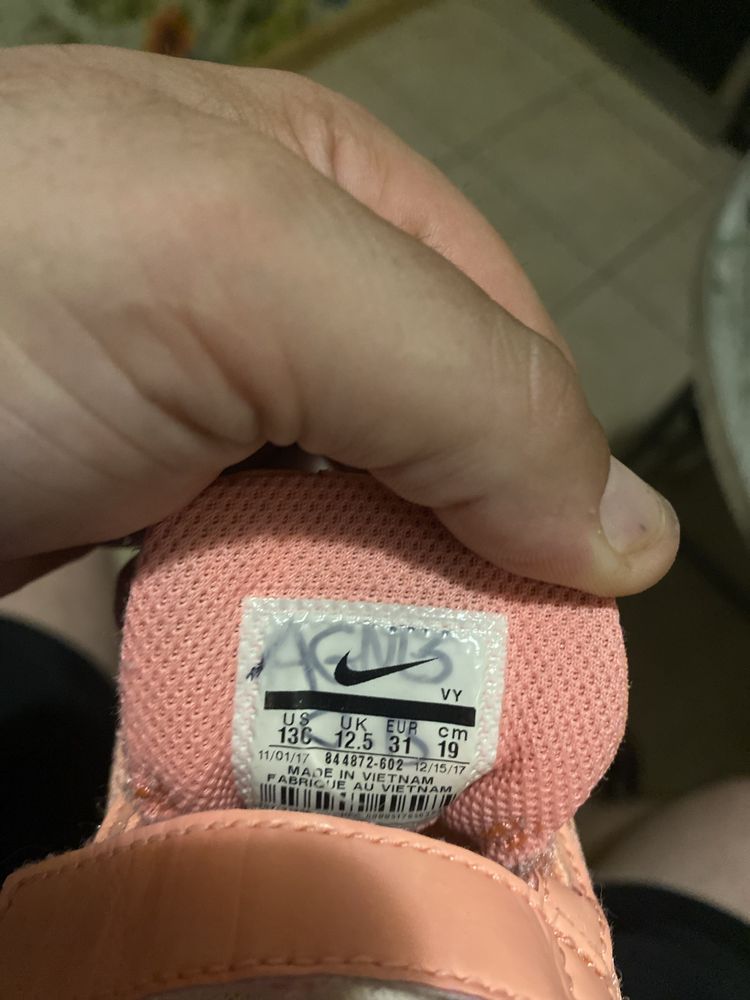 AGNIS
VY
US UK EUR cm
13C 12.5 31 19
11/01/17 844872-602 12/15/17
MADE IN VIETNAM
FABRIQUE AU VIETNAM